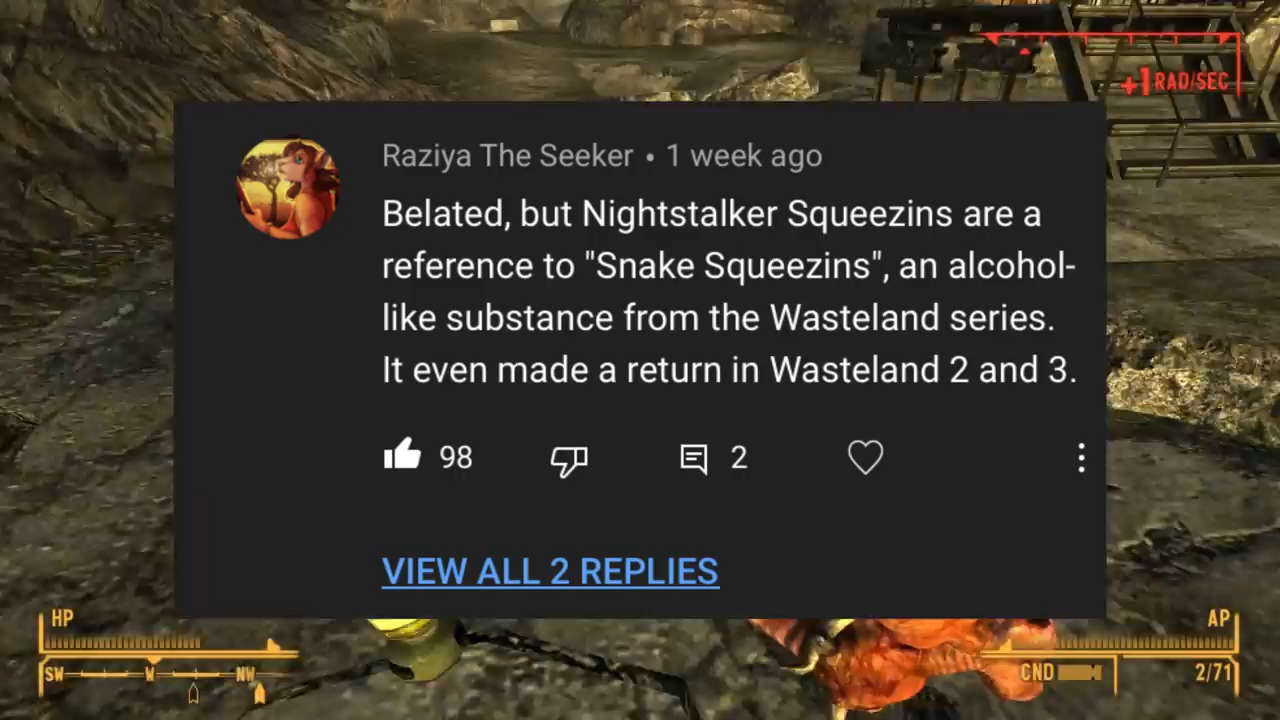 +1 RAD/SEC
Raziya The Seeker • 1 week ago
Belated, but Nightstalker Squeezins are a
reference to "Snake Squeezins", an alcohol-
like substance from the Wasteland series.
It even made a return in Wasteland 2 and 3.
98
2
VIEW ALL 2 REPLIES
HP
SW W NW
AP
CND 2/71